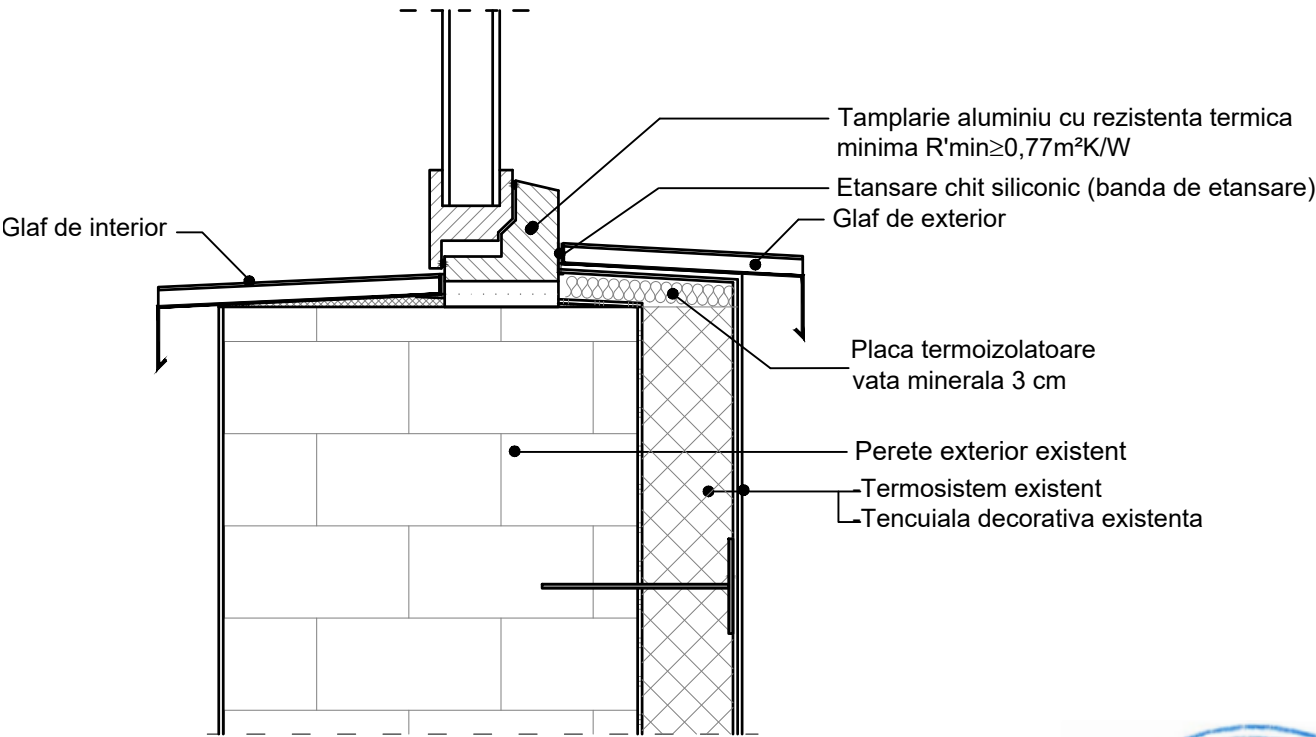 Tamplarie aluminiu cu rezistenta termica
minima R'min≥0,77m²K/W
Etansare chit siliconic (banda de etansare)
Glaf de exterior
Glaf de interior
Placa termoizolatoare
vata minerala 3 cm
Perete exterior existent
Termosistem existent
Tencuiala decorativa existenta